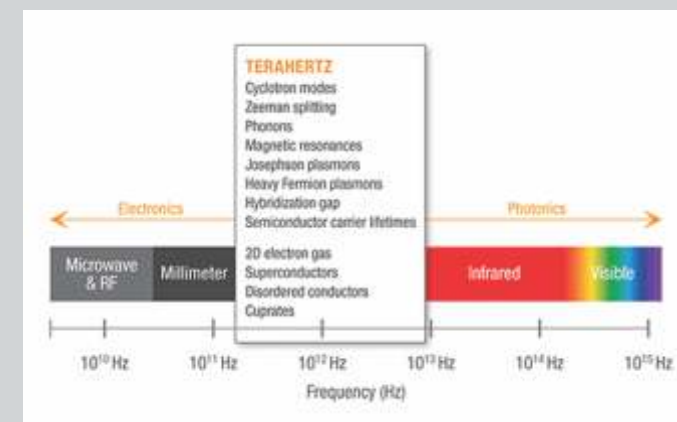 TERAHERTZ
Cyclotron modes
Zeeman splitting
Phonons
Magnetic resonances
Josephson plasmons
Heavy Fermion plasmons
Hybridization gap
Semiconductor carrier lifetimes
2D electron gas
Superconductors
Disordered conductors
Cuprates
Electronics
Photonics
Microwave
& RF
Millimeter
Infrared
Visible
10¹⁰ Hz 10¹¹ Hz 10¹² Hz 10¹³ Hz 10¹⁴ Hz 10¹⁵ Hz
Frequency (Hz)